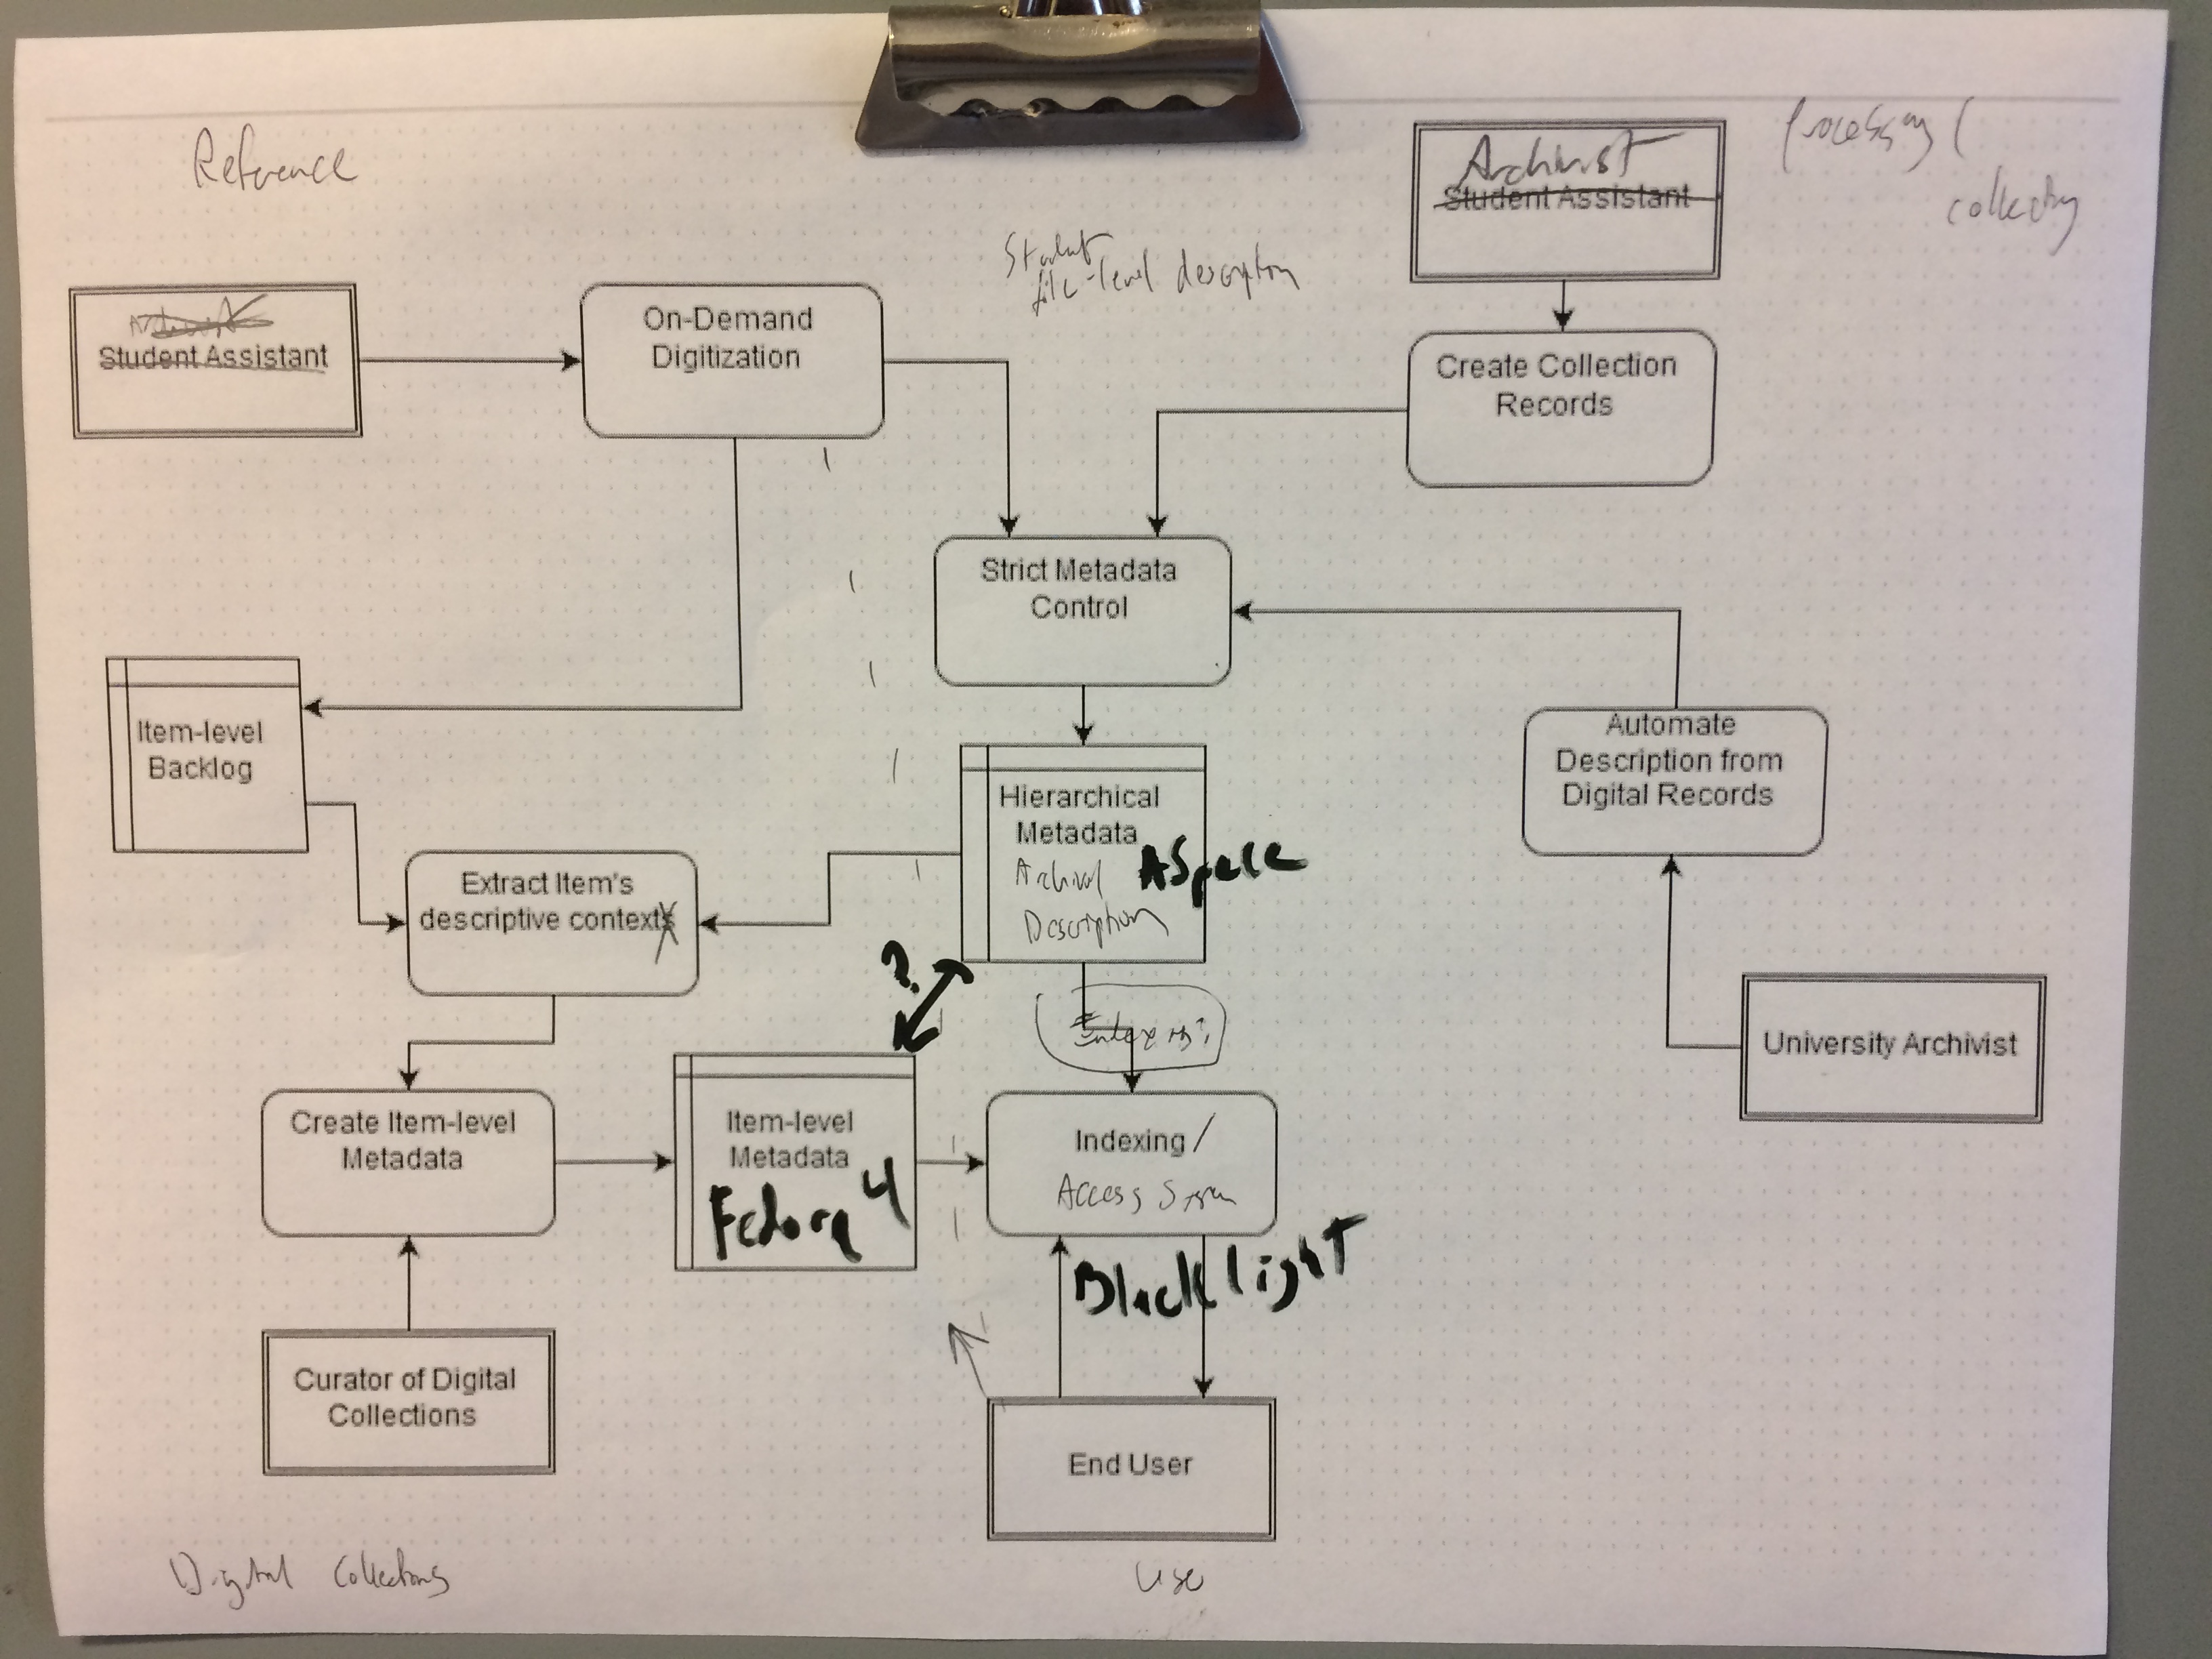 Reference
Processing /
collecting
Archivist
Student Assistant
Student
file-level description
Student Assistant
On-Demand
Digitization
Create Collection
Records
Strict Metadata
Control
Item-level
Backlog
Hierarchical
Metadata
Archival
Description
ASpace
Automate
Description from
Digital Records
Extract Item's
descriptive contexts
?
University Archivist
Create Item-level
Metadata
Item-level
Metadata
Fedora 4
Indexing /
Access System
Blacklight
Curator of Digital
Collections
End User
Digital Collections
Use